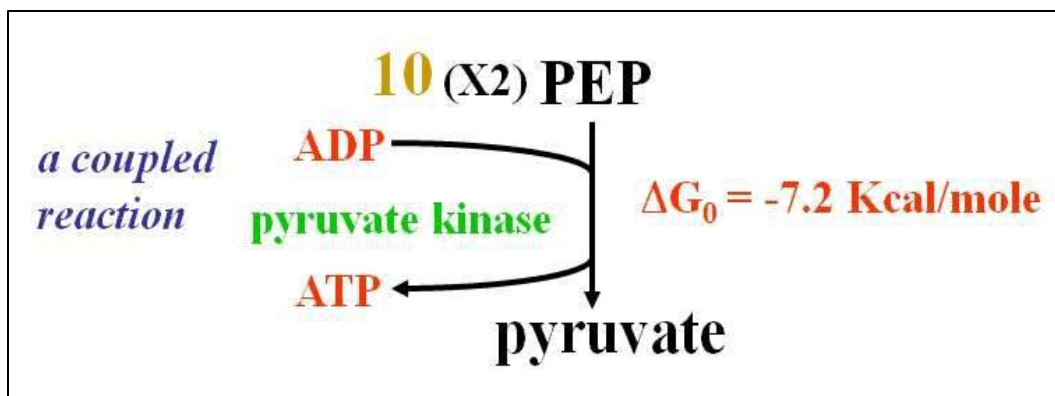 10 (X2) PEP
a coupled
reaction
ADP
pyruvate kinase
ATP
ΔG₀ = -7.2 Kcal/mole
pyruvate